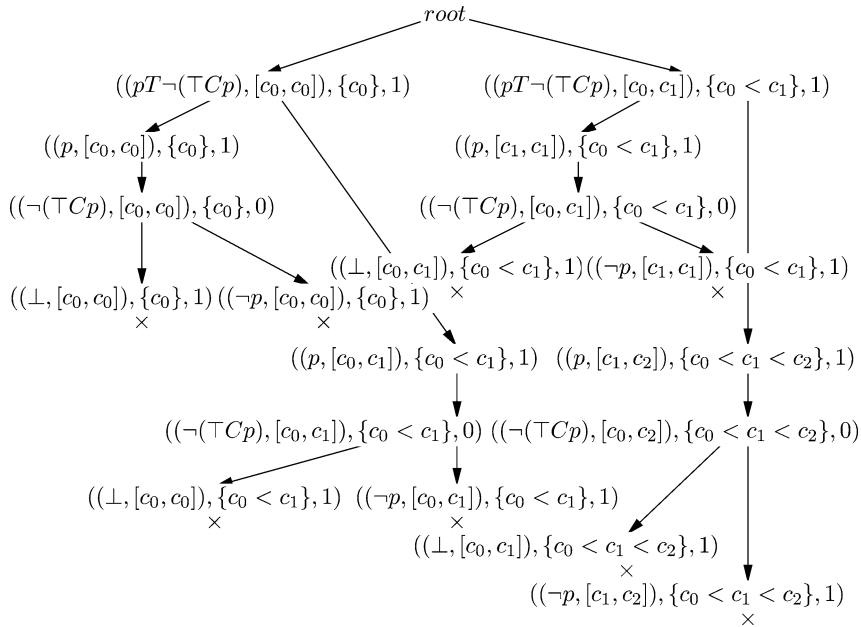 root
((pT¬(⊤Cp), [c₀, c₀]), {c₀}, 1) ((pT¬(⊤Cp), [c₀, c₁]), {c₀ < c₁}, 1)
((p, [c₀, c₀]), {c₀}, 1) ((p, [c₁, c₁]), {c₀ < c₁}, 1)
((¬(⊤Cp), [c₀, c₀]), {c₀}, 0) ((¬(⊤Cp), [c₀, c₁]), {c₀ < c₁}, 0)
((⊥, [c₀, c₁]), {c₀ < c₁}, 1) ((¬p, [c₁, c₁]), {c₀ < c₁}, 1)
× ×
((⊥, [c₀, c₀]), {c₀}, 1) ((¬p, [c₀, c₀]), {c₀}, 1)
× ×
((p, [c₀, c₁]), {c₀ < c₁}, 1) ((p, [c₁, c₂]), {c₀ < c₁ < c₂}, 1)
((¬(⊤Cp), [c₀, c₁]), {c₀ < c₁}, 0) ((¬(⊤Cp), [c₀, c₂]), {c₀ < c₁ < c₂}, 0)
((⊥, [c₀, c₀]), {c₀ < c₁}, 1) ((¬p, [c₀, c₁]), {c₀ < c₁}, 1)
× ×
((⊥, [c₀, c₁]), {c₀ < c₁ < c₂}, 1)
×
((¬p, [c₁, c₂]), {c₀ < c₁ < c₂}, 1)
×